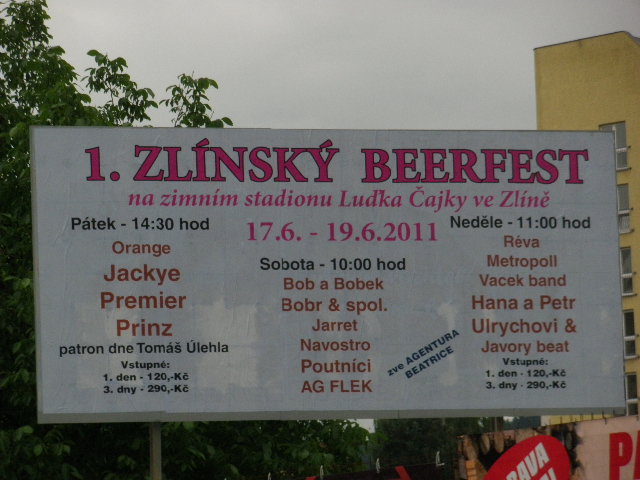 1. ZLÍNSKÝ BEERFEST
na zimním stadionu Luďka Čajky ve Zlíně
17.6. - 19.6.2011
Pátek - 14:30 hod
Orange
Jackye
Premier
Prinz
patron dne Tomáš Úlehla
Vstupné:
1. den - 120,-Kč
3. dny - 290,-Kč
Sobota - 10:00 hod
Bob a Bobek
Bobr & spol.
Jarret
Navostro
Poutníci
AG FLEK
zve AGENTURA
BEATRICE
Neděle - 11:00 hod
Réva
Metropoll
Vacek band
Hana a Petr
Ulrychovi &
Javory beat
Vstupné:
1. den - 120,-Kč
3. dny - 290,-Kč